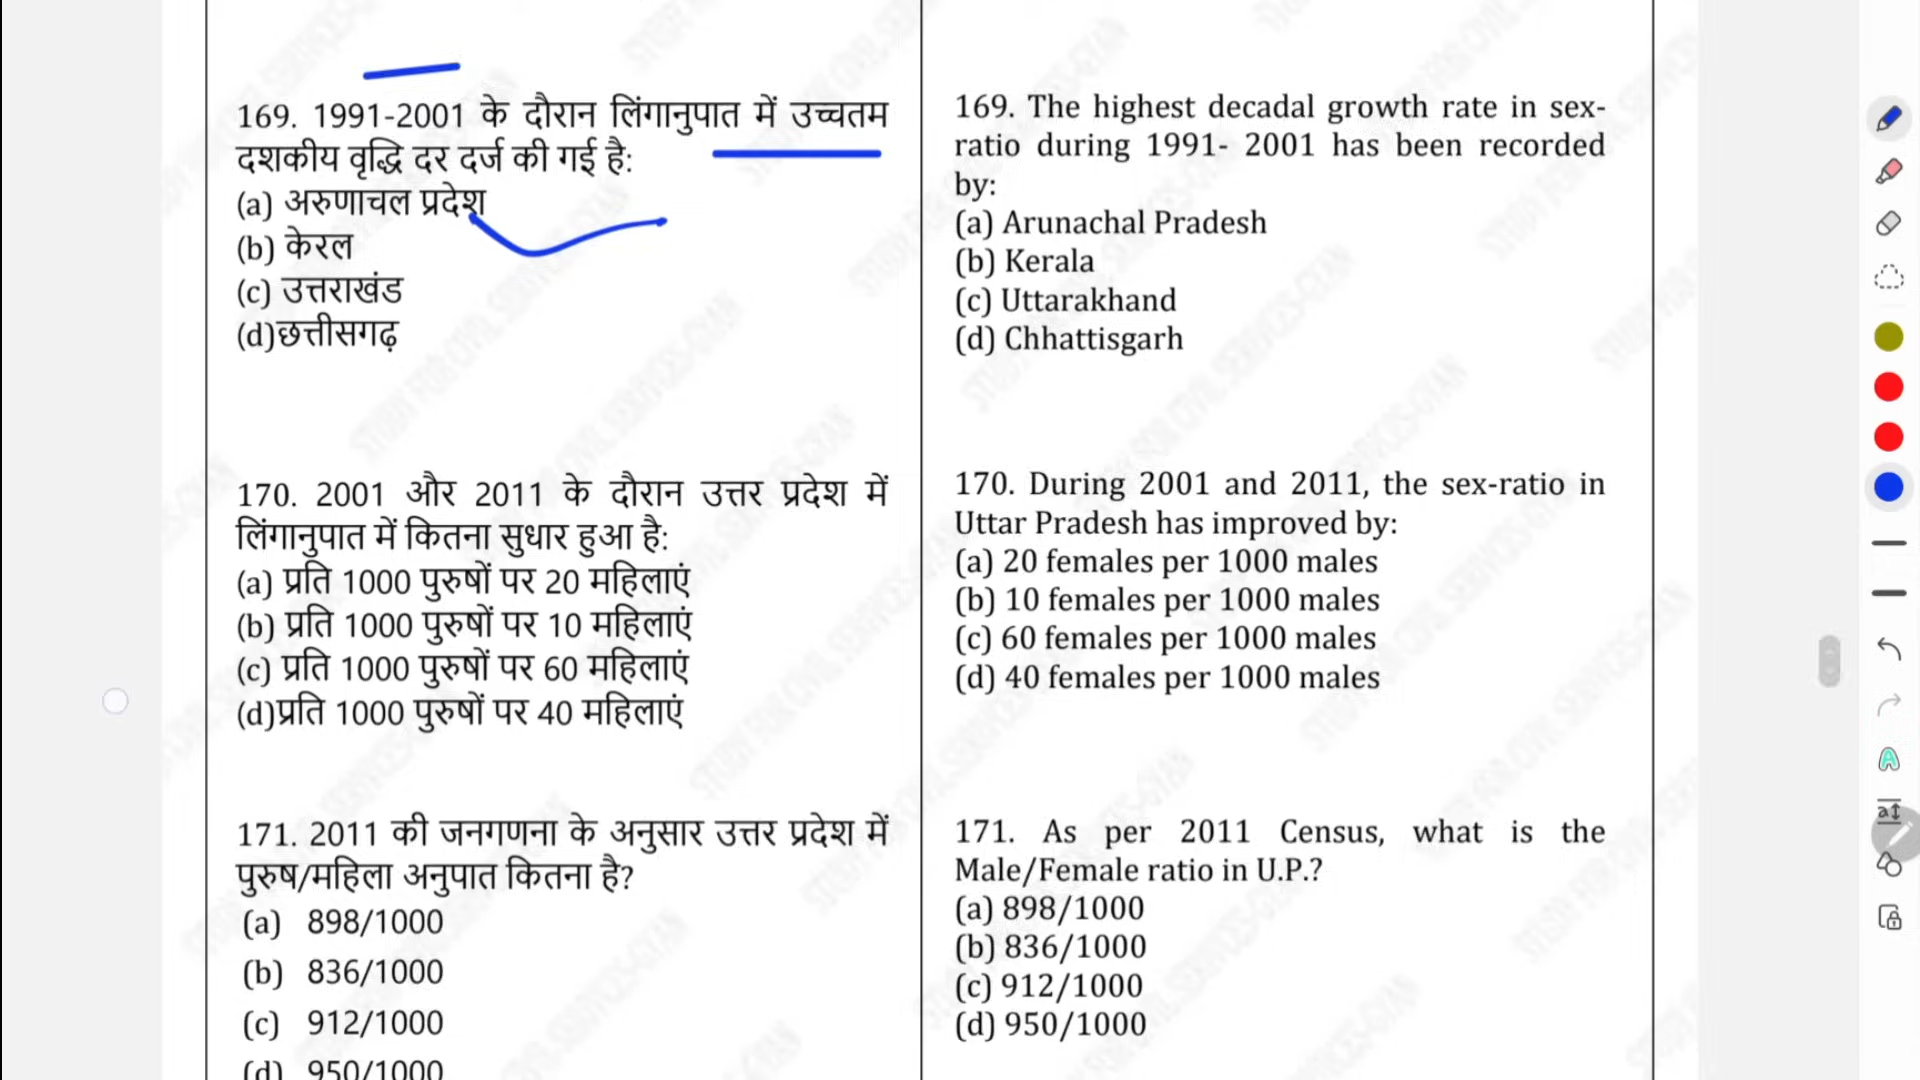 169. 1991-2001 के दौरान लिंगानुपात में उच्चतम
दशकीय वृद्धि दर दर्ज की गई है:
(a) अरुणाचल प्रदेश
(b) केरल
(c) उत्तराखंड
(d)छत्तीसगढ़
170. 2001 और 2011 के दौरान उत्तर प्रदेश में
लिंगानुपात में कितना सुधार हुआ है:
(a) प्रति 1000 पुरुषों पर 20 महिलाएं
(b) प्रति 1000 पुरुषों पर 10 महिलाएं
(c) प्रति 1000 पुरुषों पर 60 महिलाएं
(d)प्रति 1000 पुरुषों पर 40 महिलाएं
171. 2011 की जनगणना के अनुसार उत्तर प्रदेश में
पुरुष/महिला अनुपात कितना है?
(a) 898/1000
(b) 836/1000
(c) 912/1000
(d) 950/1000
169. The highest decadal growth rate in sex-
ratio during 1991- 2001 has been recorded
by:
(a) Arunachal Pradesh
(b) Kerala
(c) Uttarakhand
(d) Chhattisgarh
170. During 2001 and 2011, the sex-ratio in
Uttar Pradesh has improved by:
(a) 20 females per 1000 males
(b) 10 females per 1000 males
(c) 60 females per 1000 males
(d) 40 females per 1000 males
171. As per 2011 Census, what is the
Male/Female ratio in U.P.?
(a) 898/1000
(b) 836/1000
(c) 912/1000
(d) 950/1000